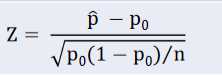 Z = (p̂ − p₀) / √(p₀(1 − p₀)/n)